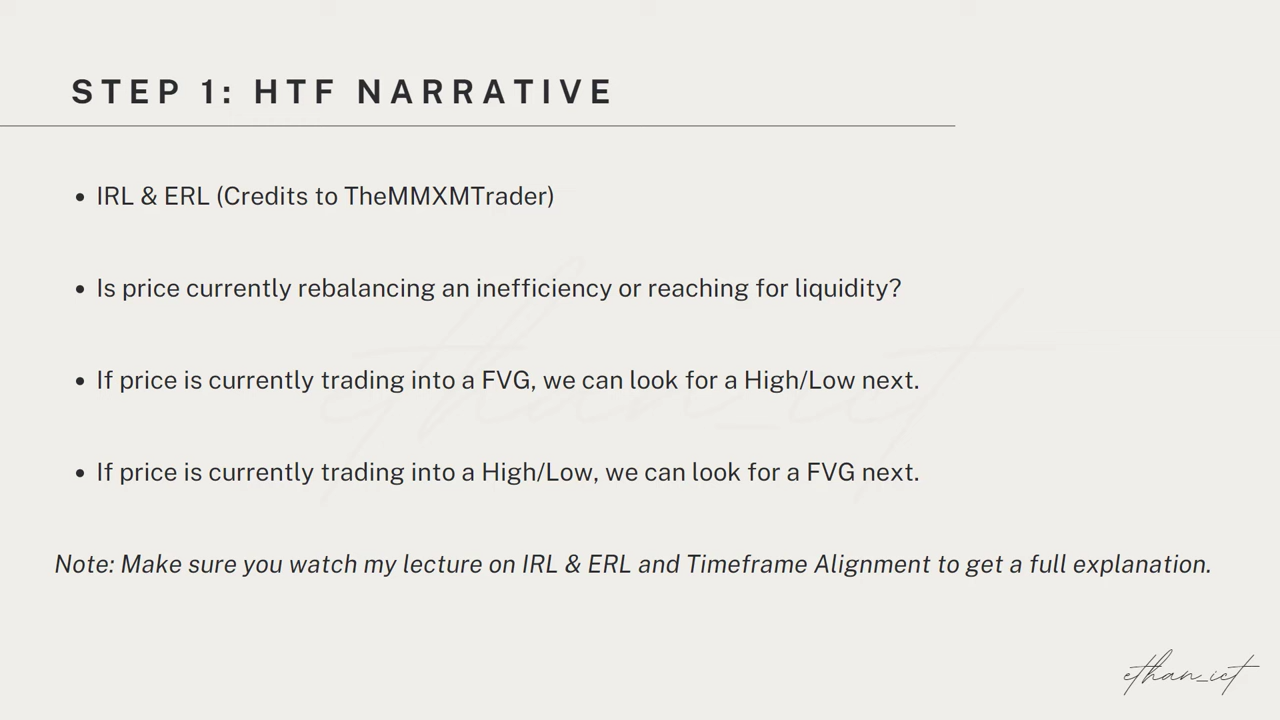 STEP 1: HTF NARRATIVE
• IRL & ERL (Credits to TheMMXMTrader)
• Is price currently rebalancing an inefficiency or reaching for liquidity?
• If price is currently trading into a FVG, we can look for a High/Low next.
• If price is currently trading into a High/Low, we can look for a FVG next.
Note: Make sure you watch my lecture on IRL & ERL and Timeframe Alignment to get a full explanation.
ethan_ict
ethan_ict